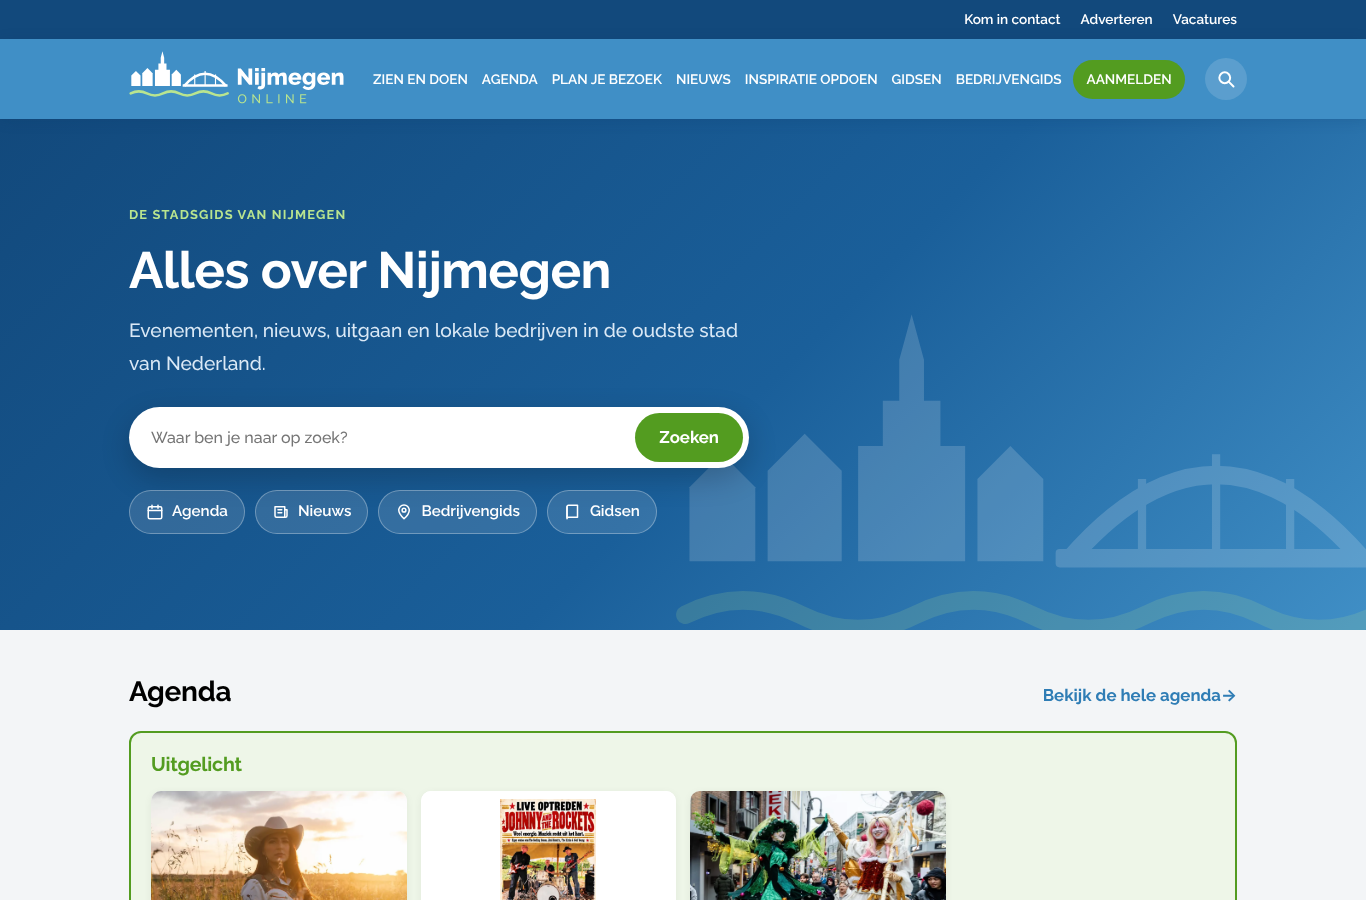 Kom in contact Adverteren Vacatures
Nijmegen
ONLINE
ZIEN EN DOEN AGENDA PLAN JE BEZOEK NIEUWS INSPIRATIE OPDOEN GIDSEN BEDRIJVENGIDS AANMELDEN
DE STADSGIDS VAN NIJMEGEN
Alles over Nijmegen
Evenementen, nieuws, uitgaan en lokale bedrijven in de oudste stad
van Nederland.
Waar ben je naar op zoek? Zoeken
Agenda Nieuws Bedrijvengids Gidsen
Agenda
Bekijk de hele agenda→
Uitgelicht
LIVE OPTREDEN
JOHNNY AND THE ROCKETS